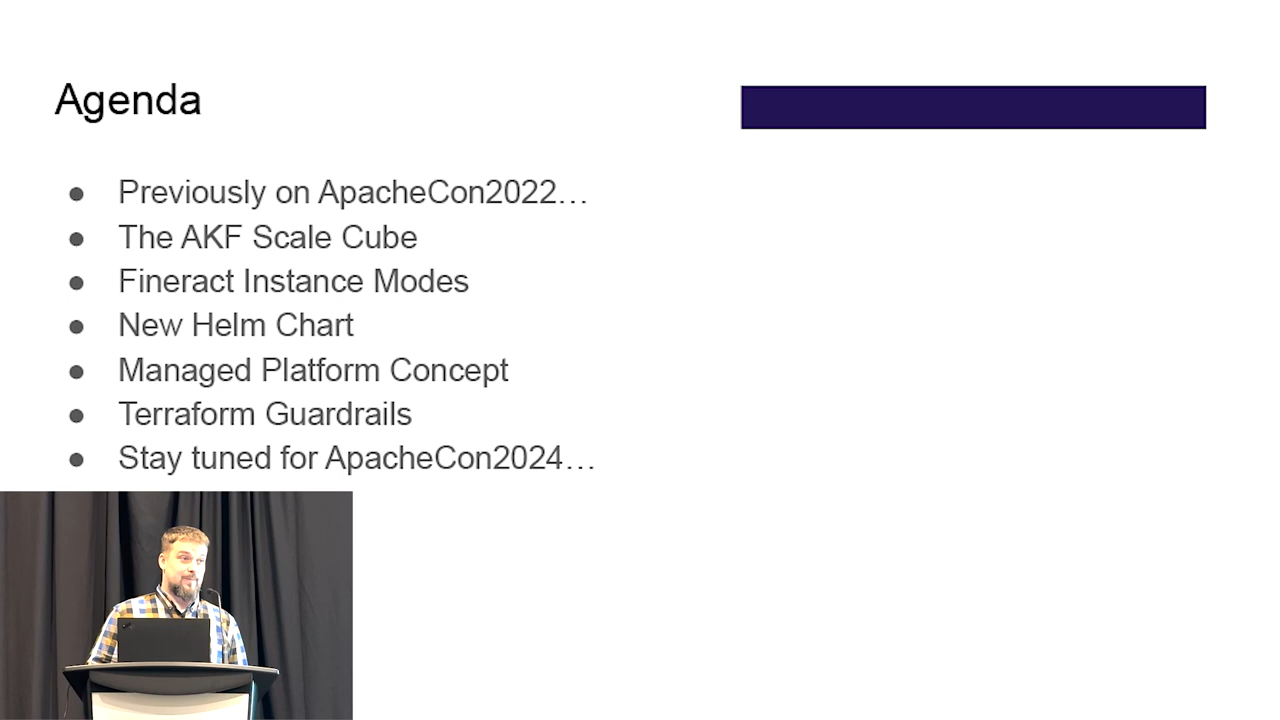 Agenda
● Previously on ApacheCon2022…
● The AKF Scale Cube
● Fineract Instance Modes
● New Helm Chart
● Managed Platform Concept
● Terraform Guardrails
● Stay tuned for ApacheCon2024…